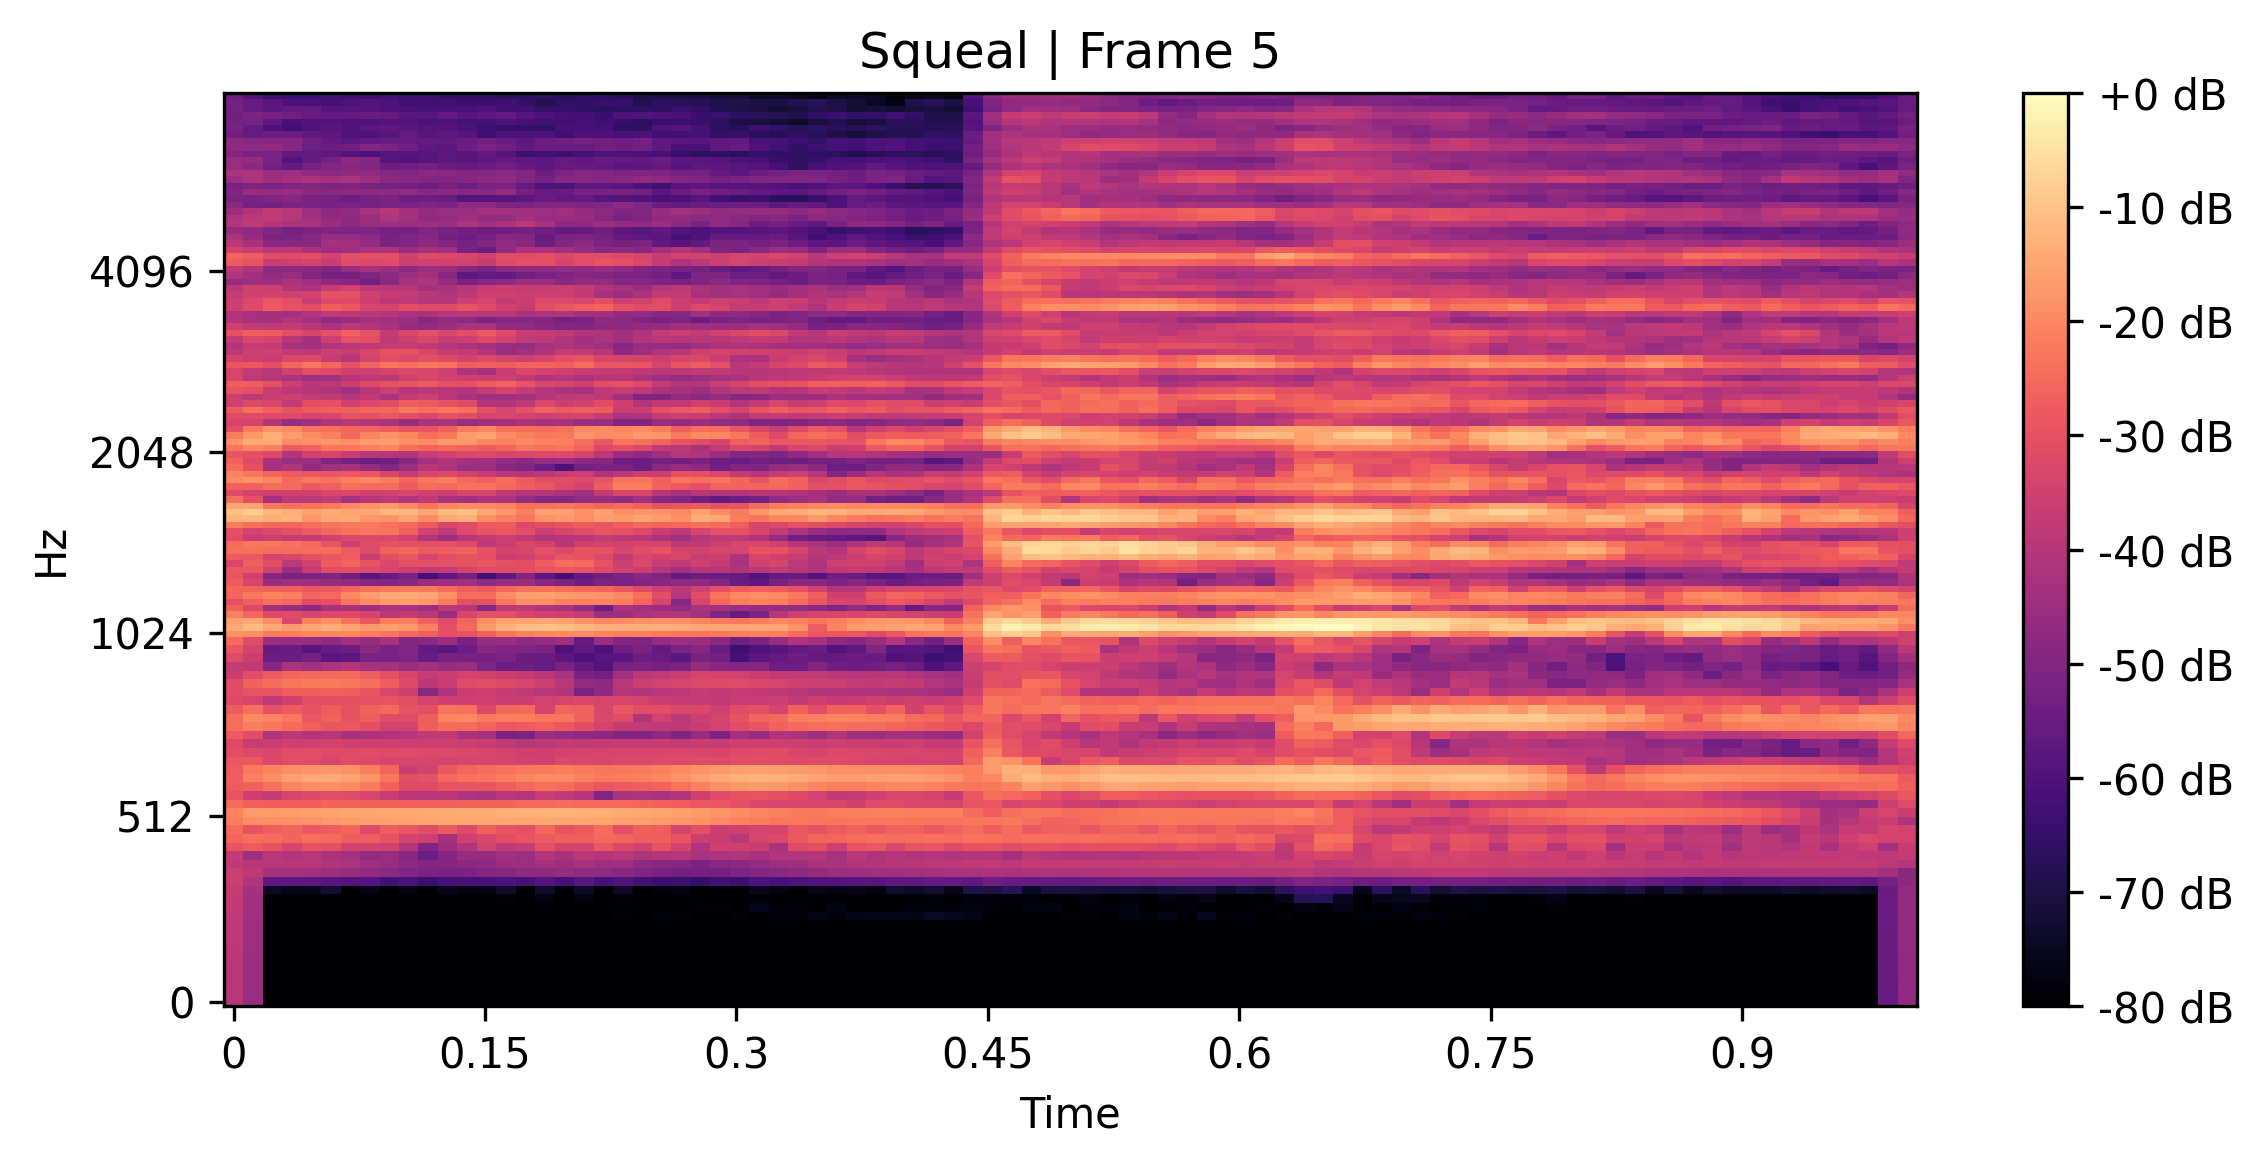 Squeal | Frame 5
Hz
4096
2048
1024
512
0
0 0.15 0.3 0.45 0.6 0.75 0.9
Time
+0 dB
-10 dB
-20 dB
-30 dB
-40 dB
-50 dB
-60 dB
-70 dB
-80 dB